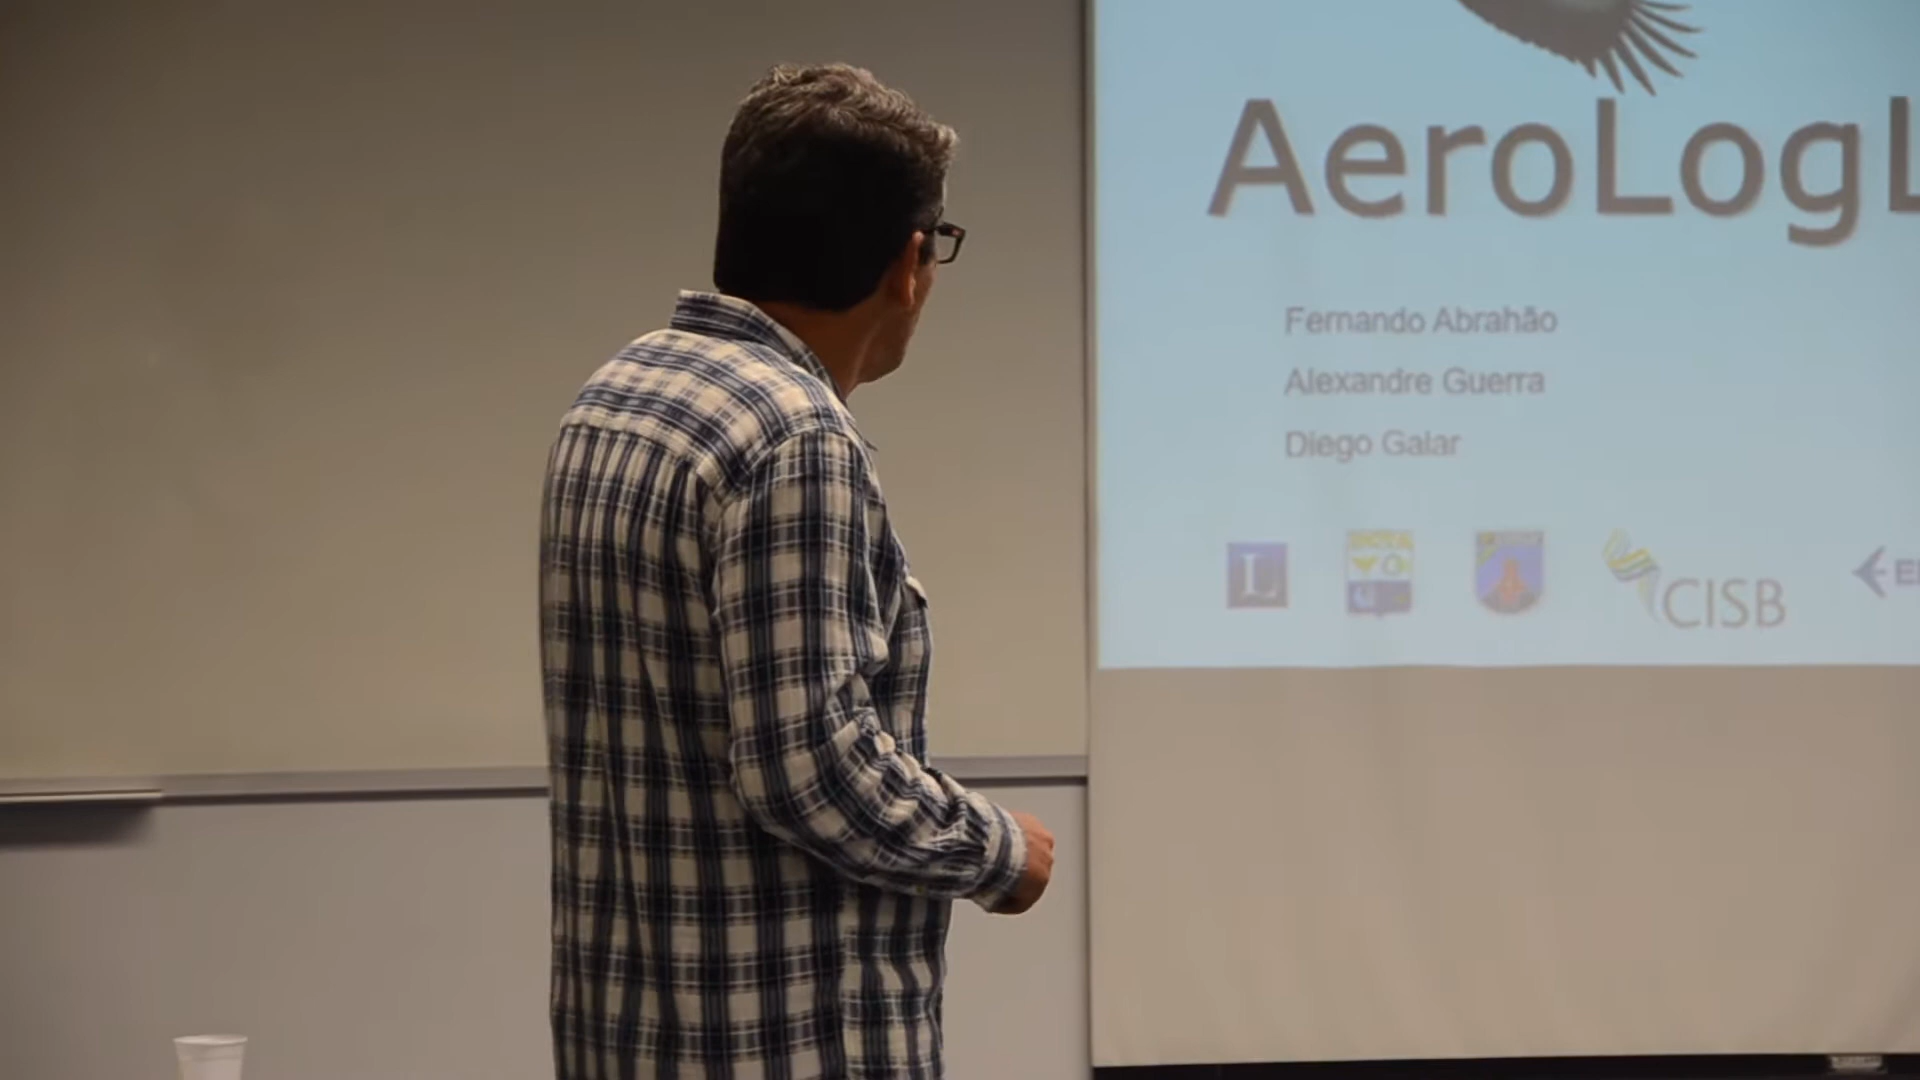 AeroLogL
Fernando Abrahão
Alexandre Guerra
Diego Galar
L
CISB